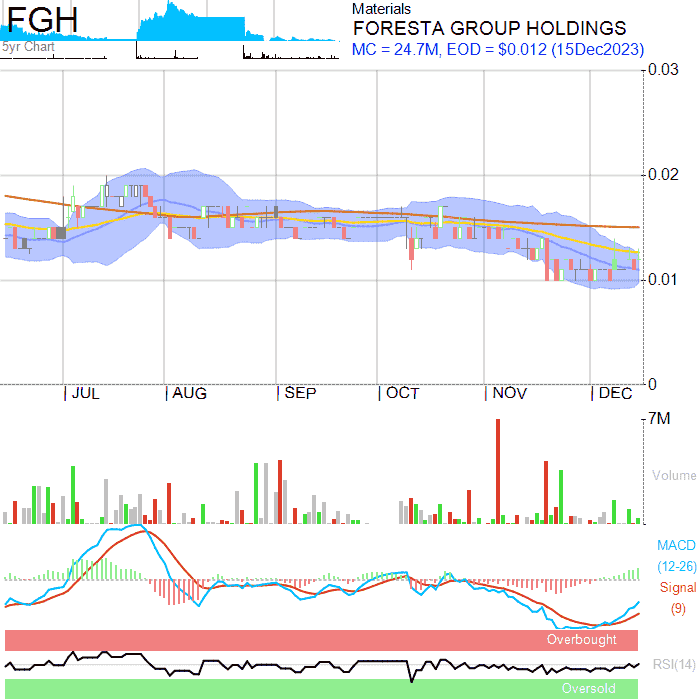 FGH
5yr Chart
Materials
FORESTA GROUP HOLDINGS
MC = 24.7M, EOD = $0.012 (15Dec2023)
0.03
0.02
0.01
0
JUL
AUG
SEP
OCT
NOV
DEC
7M
Volume
MACD
(12-26)
Signal
(9)
Overbought
RSI(14)
Oversold